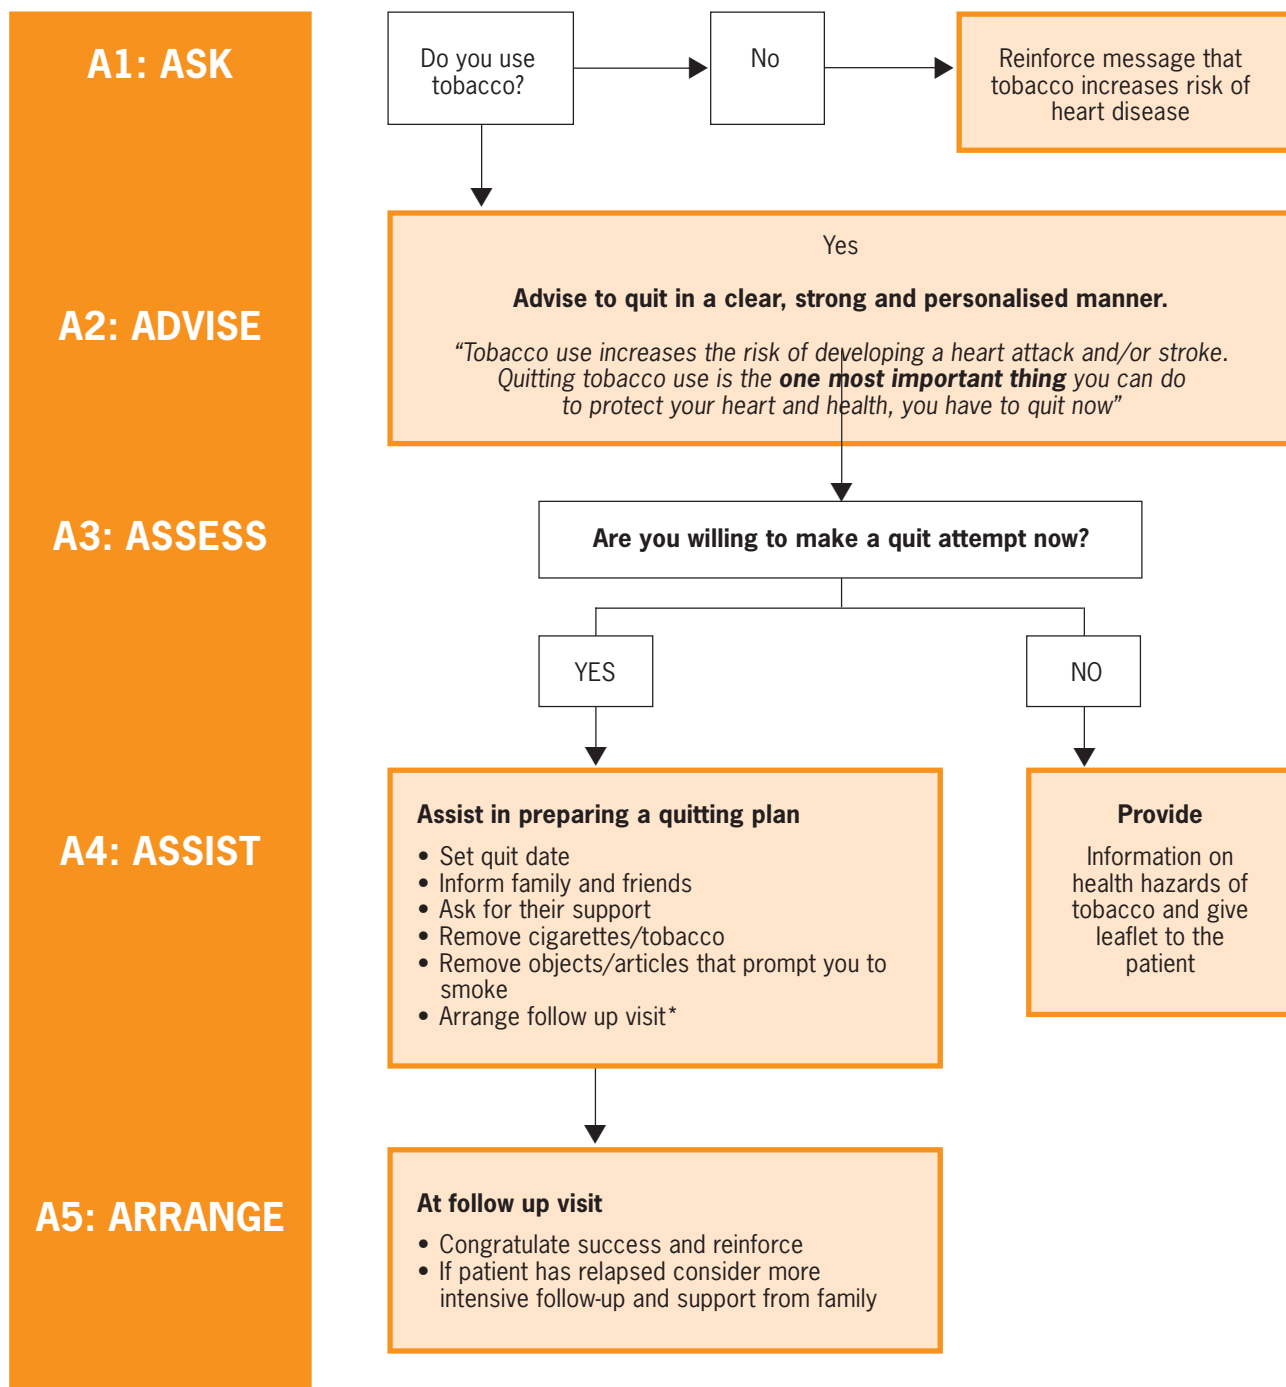 A1: ASK
Do you use
tobacco?
No
Reinforce message that
tobacco increases risk of
heart disease
A2: ADVISE
Yes
Advise to quit in a clear, strong and personalised manner.
“Tobacco use increases the risk of developing a heart attack and/or stroke.
Quitting tobacco use is the one most important thing you can do
to protect your heart and health, you have to quit now”
A3: ASSESS
Are you willing to make a quit attempt now?
YES
NO
A4: ASSIST
Assist in preparing a quitting plan
• Set quit date
• Inform family and friends
• Ask for their support
• Remove cigarettes/tobacco
• Remove objects/articles that prompt you to
smoke
• Arrange follow up visit*
Provide
Information on
health hazards of
tobacco and give
leaflet to the
patient
A5: ARRANGE
At follow up visit
• Congratulate success and reinforce
• If patient has relapsed consider more
intensive follow-up and support from family